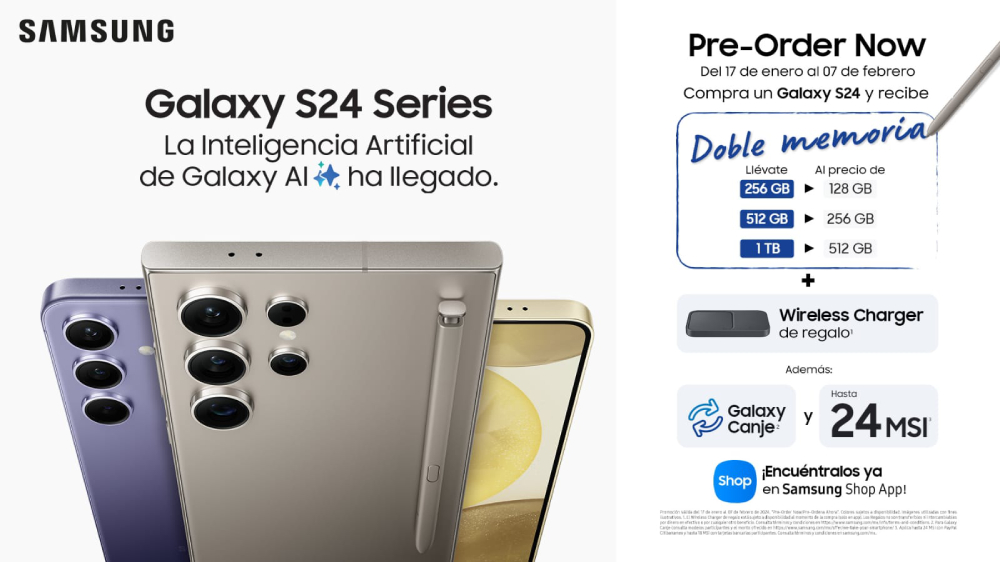 SAMSUNG
Galaxy S24 Series
La Inteligencia Artificial
de Galaxy AI ha llegado.
Pre-Order Now
Del 17 de enero al 07 de febrero
Compra un Galaxy S24 y recibe
Doble memoria
Llévate Al precio de
256 GB ▶ 128 GB
512 GB ▶ 256 GB
1 TB ▶ 512 GB
+
Wireless Charger
de regalo¹
Además:
Galaxy
Canje²
y
Hasta
24 MSI³
Shop
¡Encuéntralos ya
en Samsung Shop App!